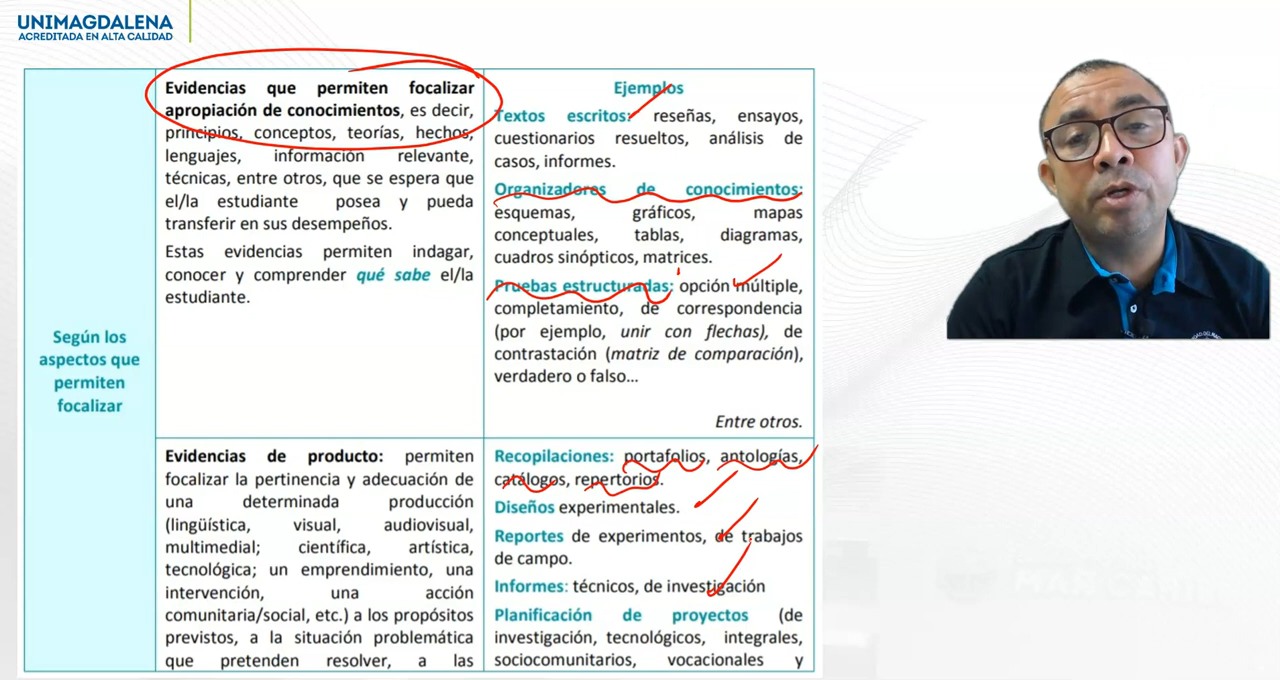 UNIMAGDALENA
ACREDITADA EN ALTA CALIDAD
Según los
aspectos que
permiten
focalizar
Evidencias que permiten focalizar
apropiación de conocimientos, es decir,
principios, conceptos, teorías, hechos,
lenguajes, información relevante,
técnicas, entre otros, que se espera que
el/la estudiante posea y pueda
transferir en sus desempeños.
Estas evidencias permiten indagar,
conocer y comprender qué sabe el/la
estudiante.
Ejemplos
Textos escritos: reseñas, ensayos,
cuestionarios resueltos, análisis de
casos, informes.
Organizadores de conocimientos:
esquemas, gráficos, mapas
conceptuales, tablas, diagramas,
cuadros sinópticos, matrices.
Pruebas estructuradas: opción múltiple,
completamiento, de correspondencia
(por ejemplo, unir con flechas), de
contrastación (matriz de comparación),
verdadero o falso...
Entre otros.
Evidencias de producto: permiten
focalizar la pertinencia y adecuación de
una determinada producción
(lingüística, visual, audiovisual,
multimedial; científica, artística,
tecnológica; un emprendimiento, una
intervención, una acción
comunitaria/social, etc.) a los propósitos
previstos, a la situación problemática
que pretenden resolver, a las
Recopilaciones: portafolios, antologías,
catálogos, repertorios.
Diseños experimentales.
Reportes de experimentos, de trabajos
de campo.
Informes: técnicos, de investigación
Planificación de proyectos (de
investigación, tecnológicos, integrales,
sociocomunitarios, vocacionales y